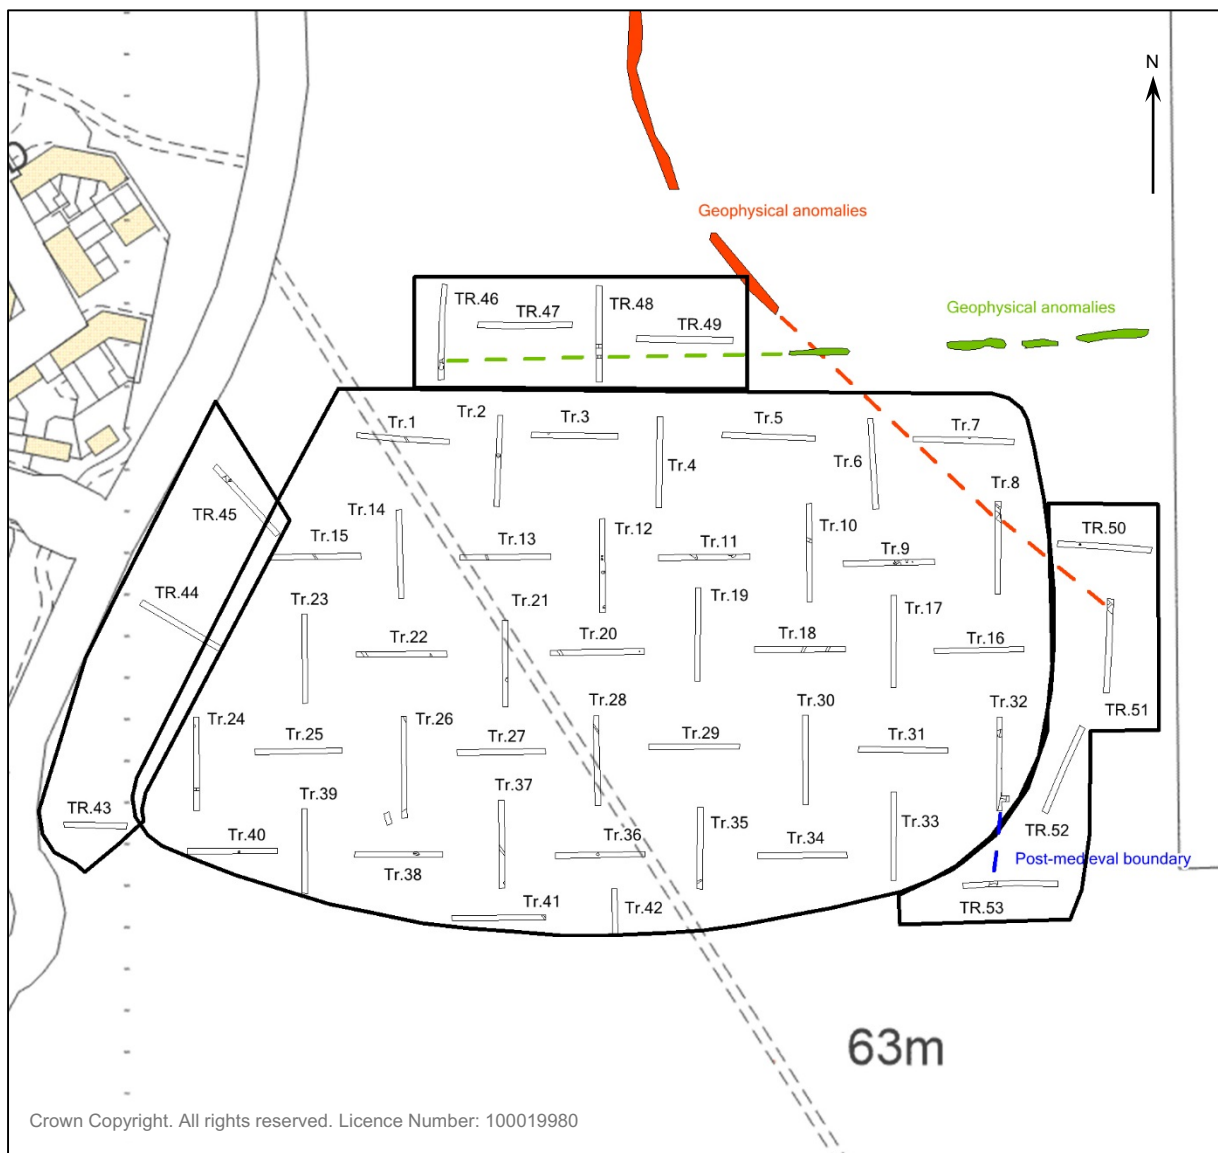 N
Geophysical anomalies
Geophysical anomalies
TR.46
TR.47
TR.48
TR.49
Tr.1
Tr.2
Tr.3
Tr.4
Tr.5
Tr.6
Tr.7
Tr.8
TR.45
Tr.15
Tr.14
Tr.13
Tr.12
Tr.11
Tr.10
Tr.9
TR.50
TR.44
Tr.23
Tr.22
Tr.21
Tr.20
Tr.19
Tr.18
Tr.17
Tr.16
TR.51
Tr.24
Tr.25
Tr.26
Tr.27
Tr.28
Tr.29
Tr.30
Tr.31
Tr.32
TR.52
TR.43
Tr.40
Tr.39
Tr.38
Tr.37
Tr.36
Tr.35
Tr.34
Tr.33
Post-medieval boundary
Tr.41
Tr.42
TR.53
63m
Crown Copyright. All rights reserved. Licence Number: 100019980